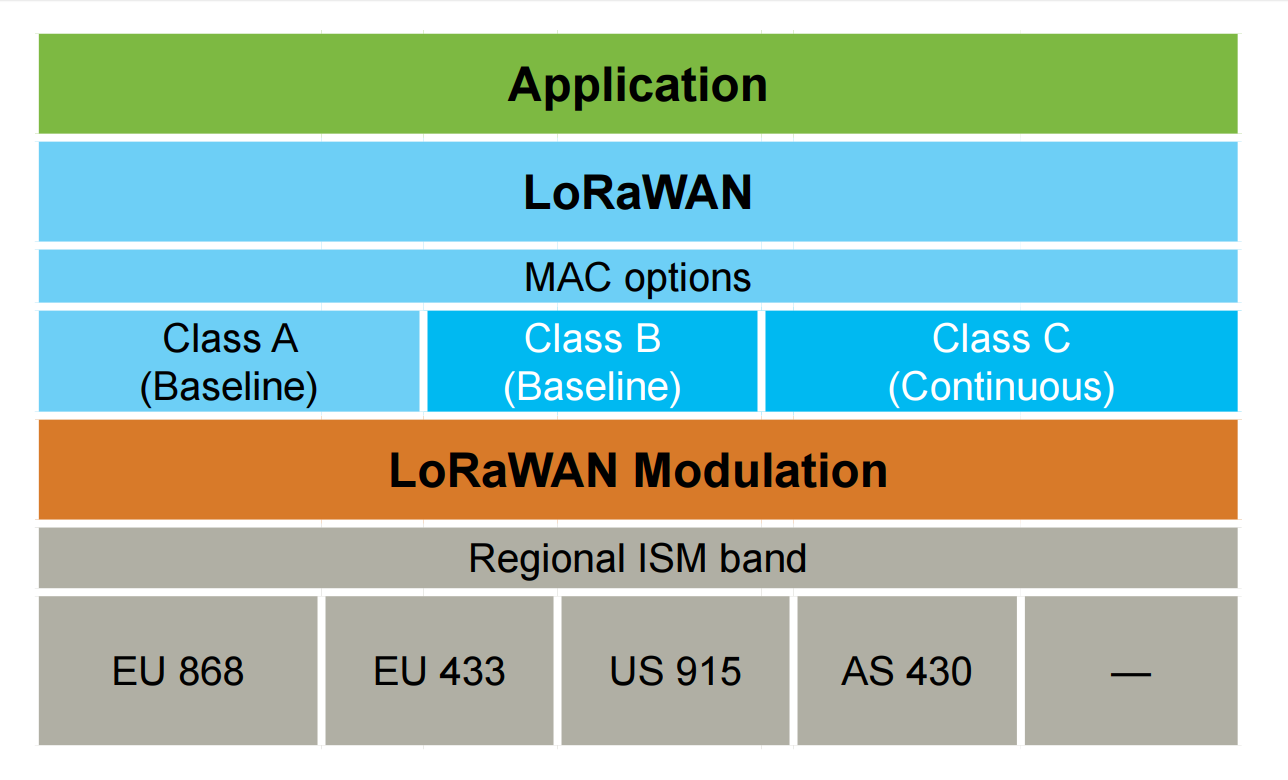 Application
LoRaWAN
MAC options
Class A
(Baseline)
Class B
(Baseline)
Class C
(Continuous)
LoRaWAN Modulation
Regional ISM band
EU 868
EU 433
US 915
AS 430
—